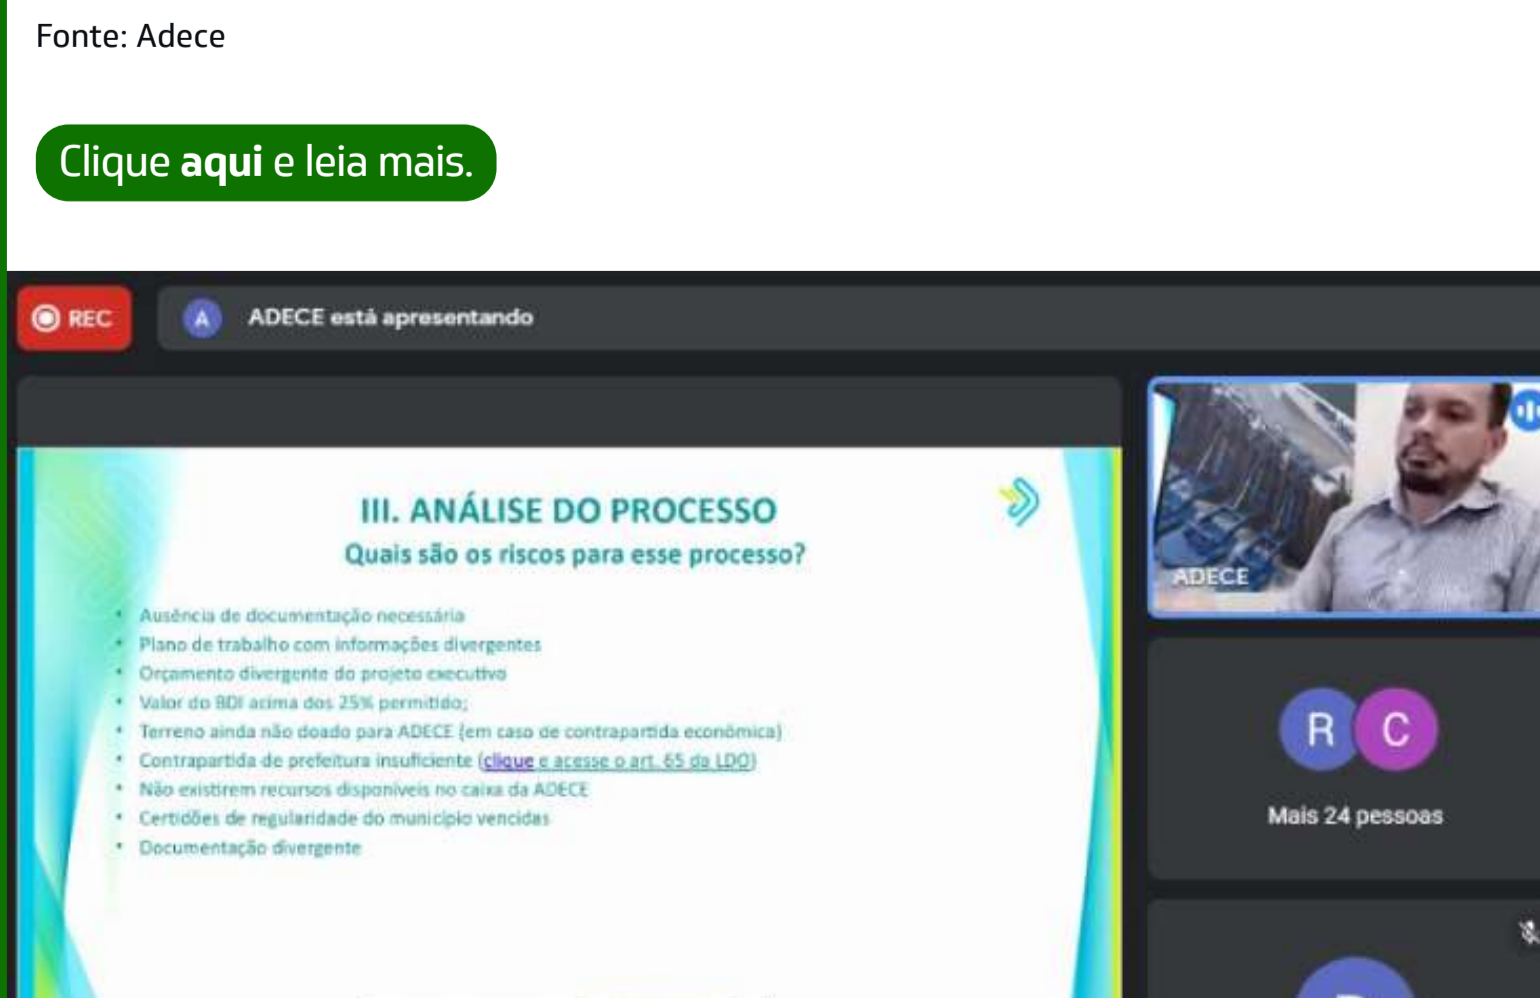 Fonte: Adece
Clique aqui e leia mais.
REC
A
ADECE está apresentando
III. ANÁLISE DO PROCESSO
Quais são os riscos para esse processo?
• Ausência de documentação necessária
• Plano de trabalho com informações divergentes
• Orçamento divergente do projeto executivo
• Valor do BDI acima dos 25% permitido;
• Terreno ainda não doado para ADECE (em caso de contrapartida econômica)
• Contrapartida de prefeitura insuficiente (clique e acesse o art. 65 da LDO)
• Não existirem recursos disponíveis no caixa da ADECE
• Certidões de regularidade do município vencidas
• Documentação divergente
ADECE
R C
Mais 24 pessoas